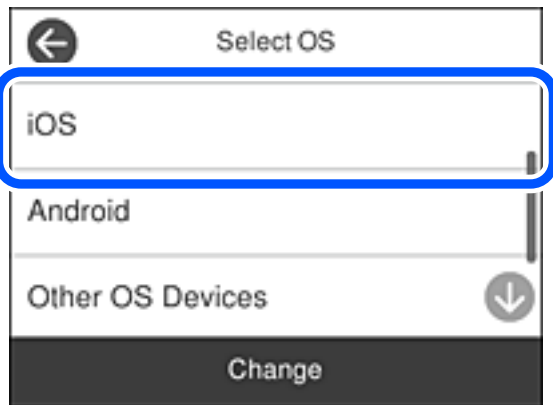 Select OS
iOS
Android
Other OS Devices
Change